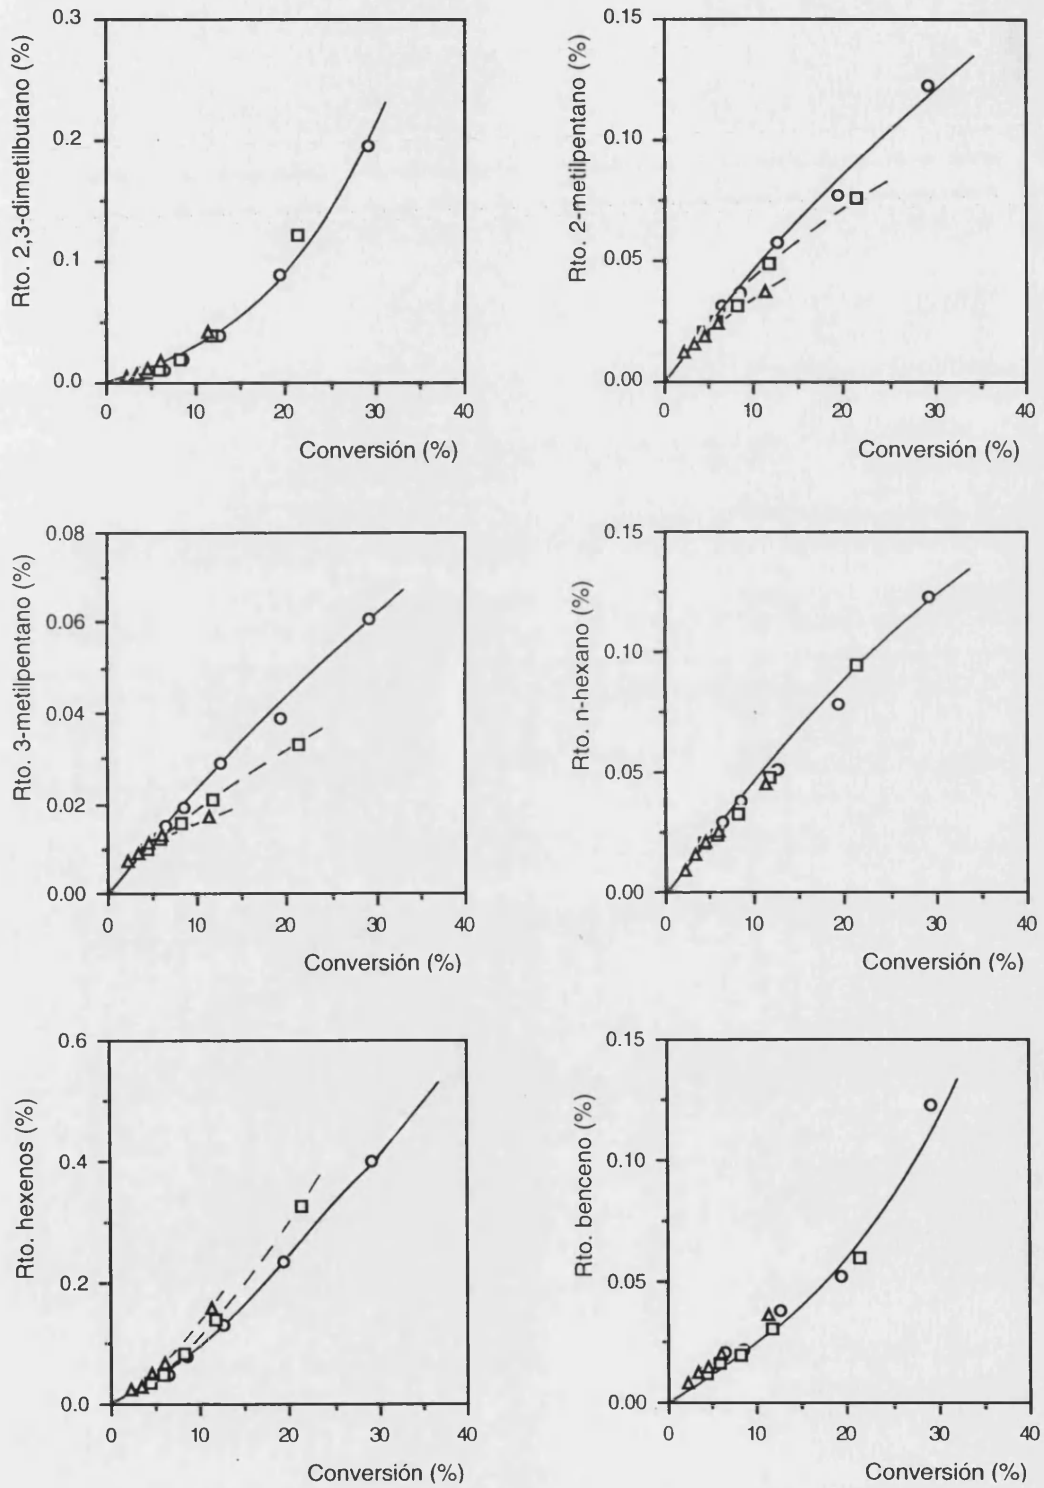 Rto. 2,3-dimetilbutano (%)
0.3
0.2
0.1
0.0
0 10 20 30 40
Conversión (%)
Rto. 2-metilpentano (%)
0.15
0.10
0.05
0.00
0 10 20 30 40
Conversión (%)
Rto. 3-metilpentano (%)
0.08
0.06
0.04
0.02
0.00
0 10 20 30 40
Conversión (%)
Rto. n-hexano (%)
0.15
0.10
0.05
0.00
0 10 20 30 40
Conversión (%)
Rto. hexenos (%)
0.6
0.4
0.2
0.0
0 10 20 30 40
Conversión (%)
Rto. benceno (%)
0.15
0.10
0.05
0.00
0 10 20 30 40
Conversión (%)